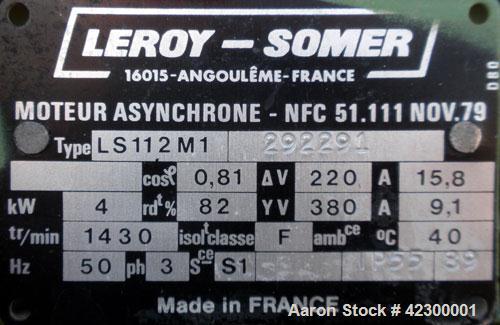 LEROY - SOMER
16015-ANGOULÊME-FRANCE
MOTEUR ASYNCHRONE - NFC 51.111 NOV.79
Type LS112M1 292291
cosφ 0,81 ΔV 220 A 15,8
kW 4 rdt% 82 YV 380 A 9,1
tr/min 1430 isolt classe F ambce °C 40
Hz 50 ph 3 Sce S1 IP55 89
Made in FRANCE
Aaron Stock # 42300001